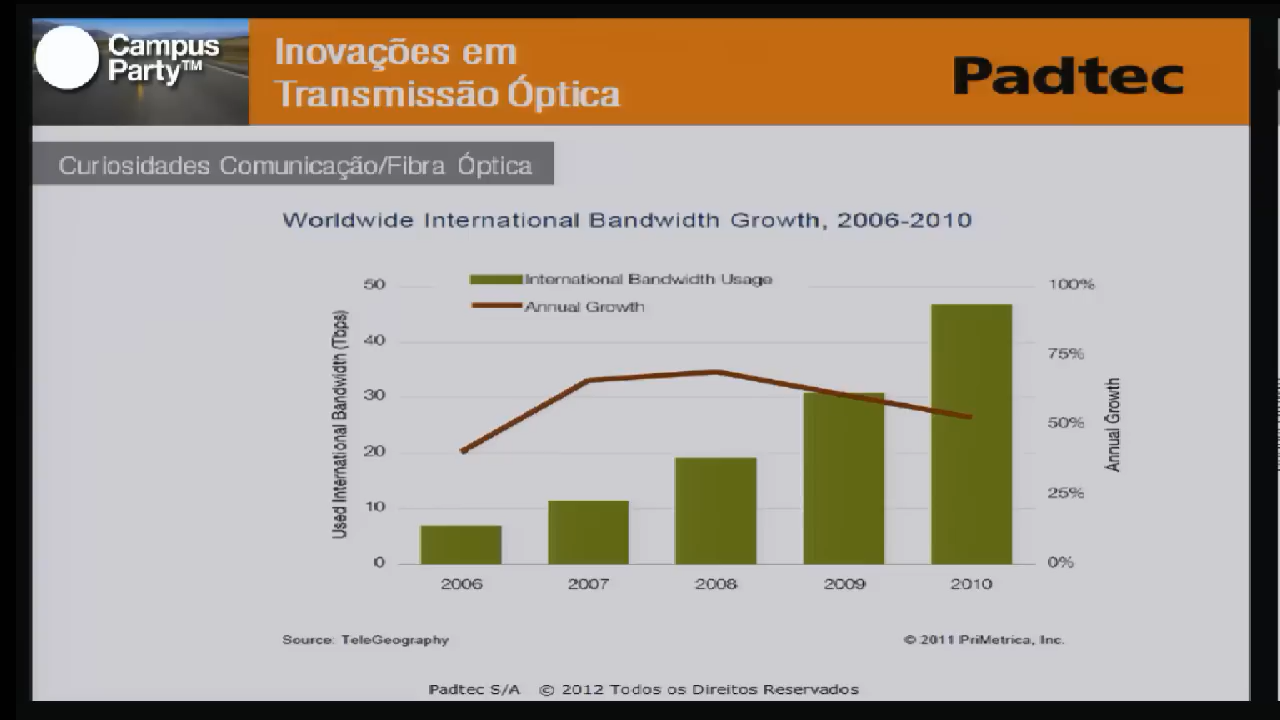 Campus
Party™
Inovações em
Transmissão Óptica
Padtec
Curiosidades Comunicação/Fibra Óptica
Worldwide International Bandwidth Growth, 2006-2010
International Bandwidth Usage
Annual Growth
Used International Bandwidth (Tbps)
50
40
30
20
10
0
100%
75%
50%
25%
0%
Annual Growth
2006 2007 2008 2009 2010
Source: TeleGeography
© 2011 PriMetrica, Inc.
Padtec S/A © 2012 Todos os Direitos Reservados